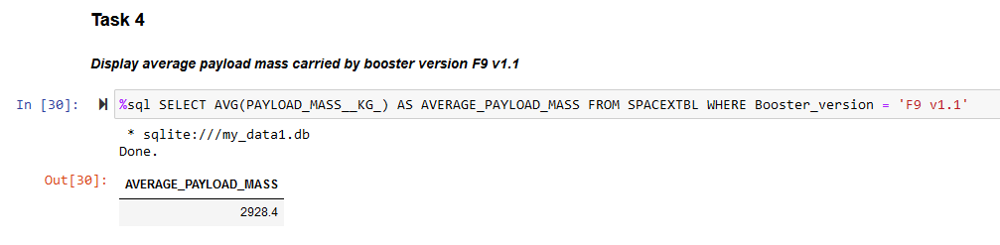 Task 4
Display average payload mass carried by booster version F9 v1.1
In [30]: %sql SELECT AVG(PAYLOAD_MASS__KG_) AS AVERAGE_PAYLOAD_MASS FROM SPACEXTBL WHERE Booster_version = 'F9 v1.1'
* sqlite:///my_data1.db
Done.
Out[30]: AVERAGE_PAYLOAD_MASS
2928.4